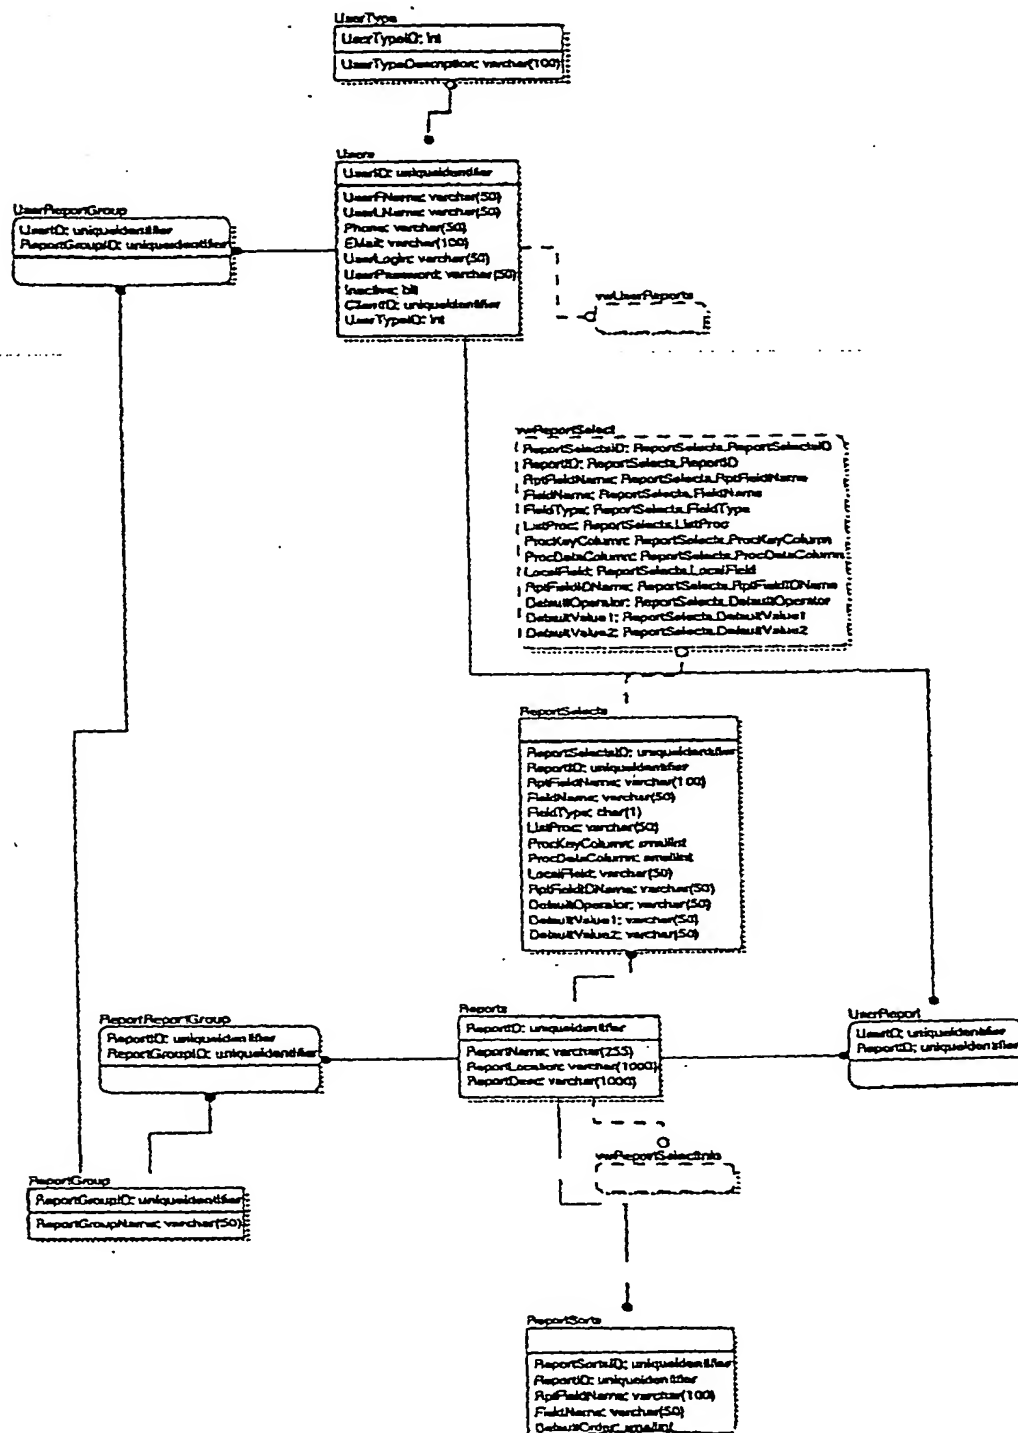 UserType
UserTypeID: int
UserTypeDescription: varchar(100)
Users
UserID: uniqueidentifier
UserFName: varchar(50)
UserLName: varchar(50)
Phone: varchar(50)
EMail: varchar(100)
UserLogin: varchar(50)
UserPassword: varchar(50)
Inactive: bit
ClientID: uniqueidentifier
UserTypeID: int
UserReportGroup
UserID: uniqueidentifier
ReportGroupID: uniqueidentifier
vwUserReports
vwReportSelect
ReportSelectsID: ReportSelects.ReportSelectsID
ReportID: ReportSelects.ReportID
RptFieldName: ReportSelects.RptFieldName
FieldName: ReportSelects.FieldName
FieldType: ReportSelects.FieldType
ListProc: ReportSelects.ListProc
ProcKeyColumn: ReportSelects.ProcKeyColumn
ProcDataColumn: ReportSelects.ProcDataColumn
LocalField: ReportSelects.LocalField
RptFieldIDName: ReportSelects.RptFieldIDName
DefaultOperator: ReportSelects.DefaultOperator
DefaultValue1: ReportSelects.DefaultValue1
DefaultValue2: ReportSelects.DefaultValue2
ReportSelects
ReportSelectsID: uniqueidentifier
ReportID: uniqueidentifier
RptFieldName: varchar(100)
FieldName: varchar(50)
FieldType: char(1)
ListProc: varchar(50)
ProcKeyColumn: smallint
ProcDataColumn: smallint
LocalField: varchar(50)
RptFieldIDName: varchar(50)
DefaultOperator: varchar(50)
DefaultValue1: varchar(50)
DefaultValue2: varchar(50)
Reports
ReportID: uniqueidentifier
ReportName: varchar(255)
ReportLocation: varchar(1000)
ReportDesc: varchar(1000)
ReportReportGroup
ReportID: uniqueidentifier
ReportGroupID: uniqueidentifier
UserReport
UserID: uniqueidentifier
ReportID: uniqueidentifier
vwReportSelectInfo
ReportGroup
ReportGroupID: uniqueidentifier
ReportGroupName: varchar(50)
ReportSorts
ReportSortsID: uniqueidentifier
ReportID: uniqueidentifier
RptFieldName: varchar(100)
FieldName: varchar(50)
DefaultOrder: smallint